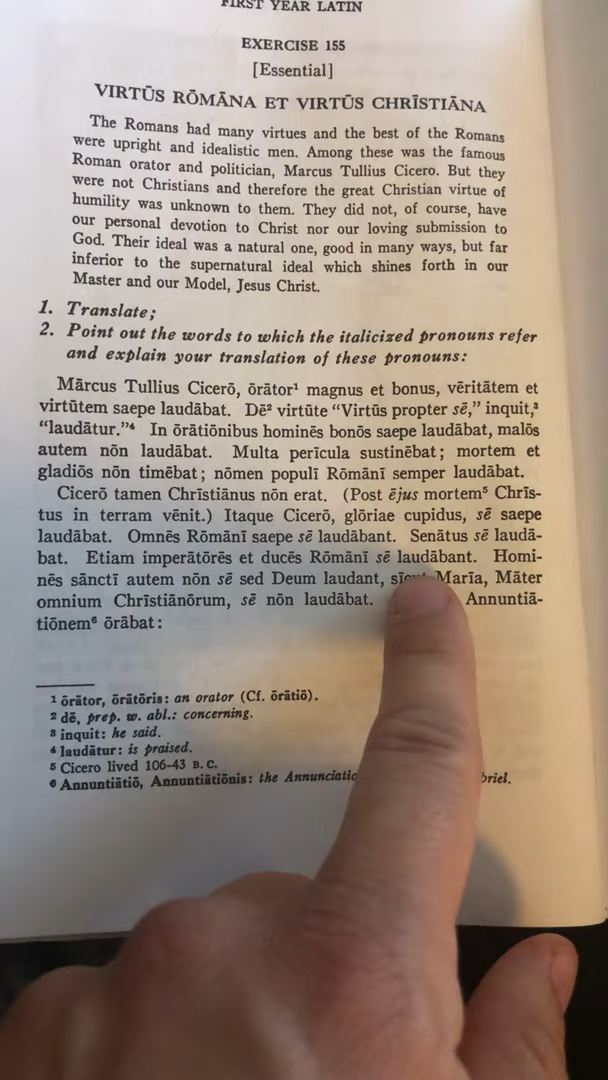 FIRST YEAR LATIN
EXERCISE 155
[Essential]
VIRTŪS RŌMĀNA ET VIRTŪS CHRĪSTIĀNA
The Romans had many virtues and the best of the Romans
were upright and idealistic men. Among these was the famous
Roman orator and politician, Marcus Tullius Cicero. But they
were not Christians and therefore the great Christian virtue of
humility was unknown to them. They did not, of course, have
our personal devotion to Christ nor our loving submission to
God. Their ideal was a natural one, good in many ways, but far
inferior to the supernatural ideal which shines forth in our
Master and our Model, Jesus Christ.
1. Translate;
2. Point out the words to which the italicized pronouns refer
and explain your translation of these pronouns:
Mārcus Tullius Cicerō, ōrātor¹ magnus et bonus, vēritātem et
virtūtem saepe laudābat. Dē² virtūte “Virtūs propter sē,” inquit,³
“laudātur.”⁴ In ōrātiōnibus hominēs bonōs saepe laudābat, malōs
autem nōn laudābat. Multa perīcula sustinēbat; mortem et
gladiōs nōn timēbat; nōmen populī Rōmānī semper laudābat.
Cicerō tamen Chrīstiānus nōn erat. (Post ējus mortem⁵ Chrīs-
tus in terram vēnit.) Itaque Cicerō, glōriae cupidus, sē saepe
laudābat. Omnēs Rōmānī saepe sē laudābant. Senātus sē laudā-
bat. Etiam imperātōrēs et ducēs Rōmānī sē laudābant. Homi-
nēs sānctī autem nōn sē sed Deum laudant, Marīa, Māter
omnium Chrīstiānōrum, sē nōn laudābat. Annuntiā-
tiōnem⁶ ōrābat:
¹ ōrātor, ōrātōris: an orator (Cf. ōrātiō).
² dē, prep. w. abl.: concerning.
³ inquit: he said.
⁴ laudātur: is praised.
⁵ Cicero lived 106-43 B.C.
⁶ Annuntiātiō, Annuntiātiōnis: the